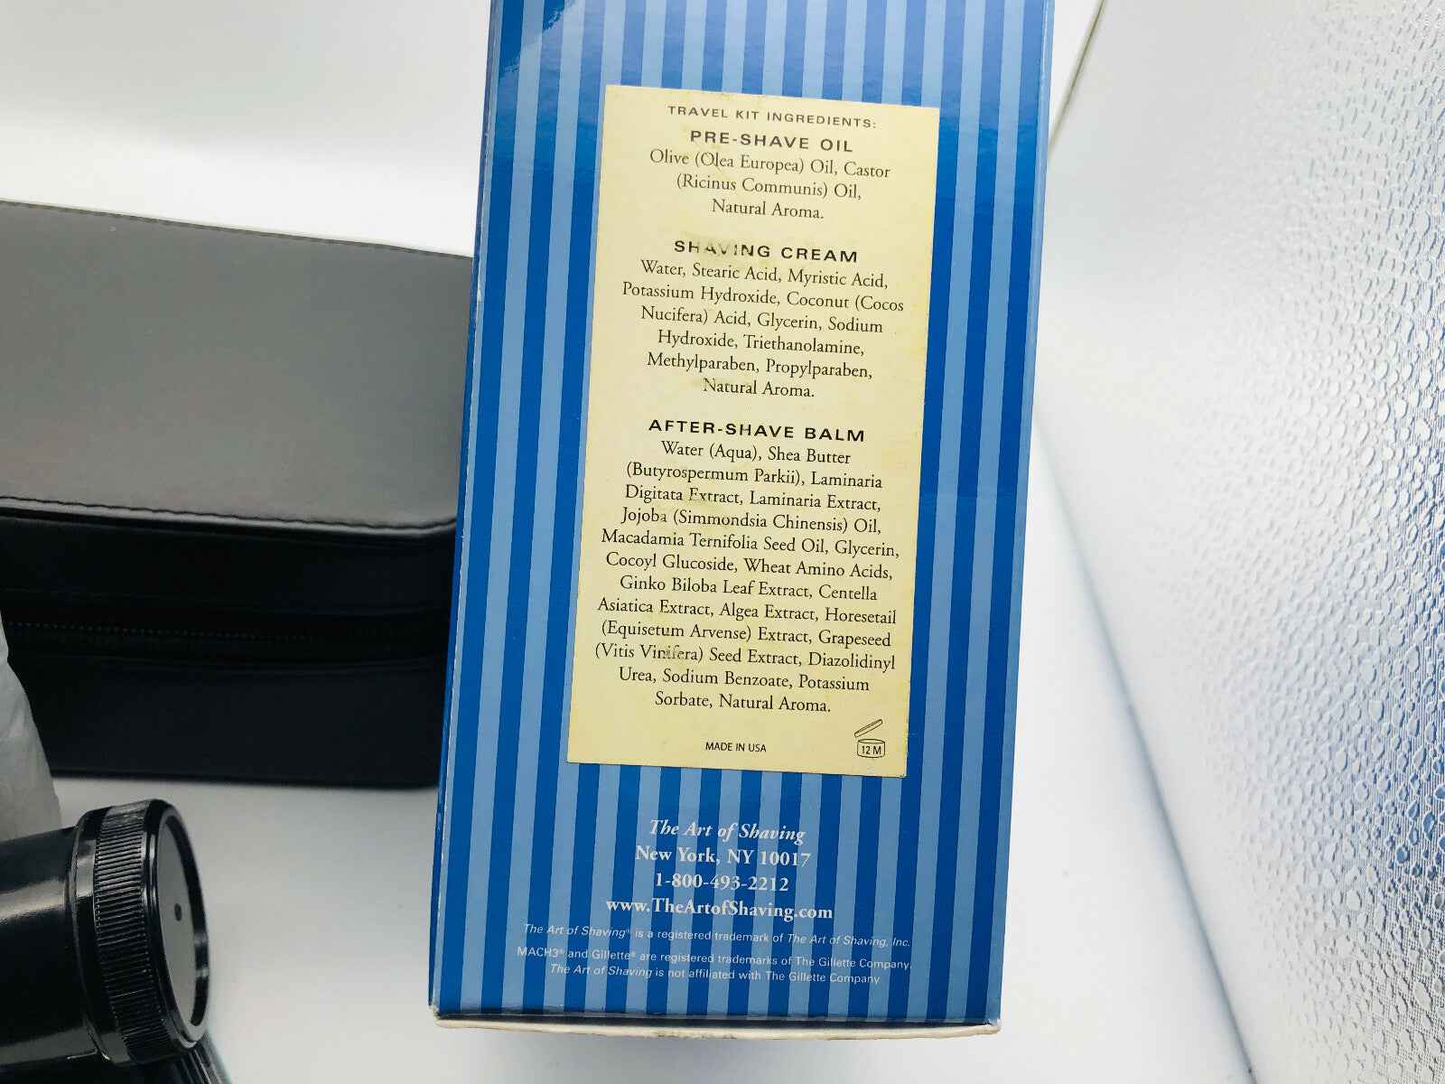 TRAVEL KIT INGREDIENTS:
PRE-SHAVE OIL
Olive (Olea Europea) Oil, Castor
(Ricinus Communis) Oil,
Natural Aroma.
SHAVING CREAM
Water, Stearic Acid, Myristic Acid,
Potassium Hydroxide, Coconut (Cocos
Nucifera) Acid, Glycerin, Sodium
Hydroxide, Triethanolamine,
Methylparaben, Propylparaben,
Natural Aroma.
AFTER-SHAVE BALM
Water (Aqua), Shea Butter
(Butyrospermum Parkii), Laminaria
Digitata Extract, Laminaria Extract,
Jojoba (Simmondsia Chinensis) Oil,
Macadamia Ternifolia Seed Oil, Glycerin,
Cocoyl Glucoside, Wheat Amino Acids,
Ginko Biloba Leaf Extract, Centella
Asiatica Extract, Algea Extract, Horesetail
(Equisetum Arvense) Extract, Grapeseed
(Vitis Vinifera) Seed Extract, Diazolidinyl
Urea, Sodium Benzoate, Potassium
Sorbate, Natural Aroma.
MADE IN USA
12 M
The Art of Shaving
New York, NY 10017
1-800-493-2212
www.TheArtofShaving.com
The Art of Shaving® is a registered trademark of The Art of Shaving, Inc.
MACH3® and Gillette® are registered trademarks of The Gillette Company.
The Art of Shaving is not affiliated with The Gillette Company